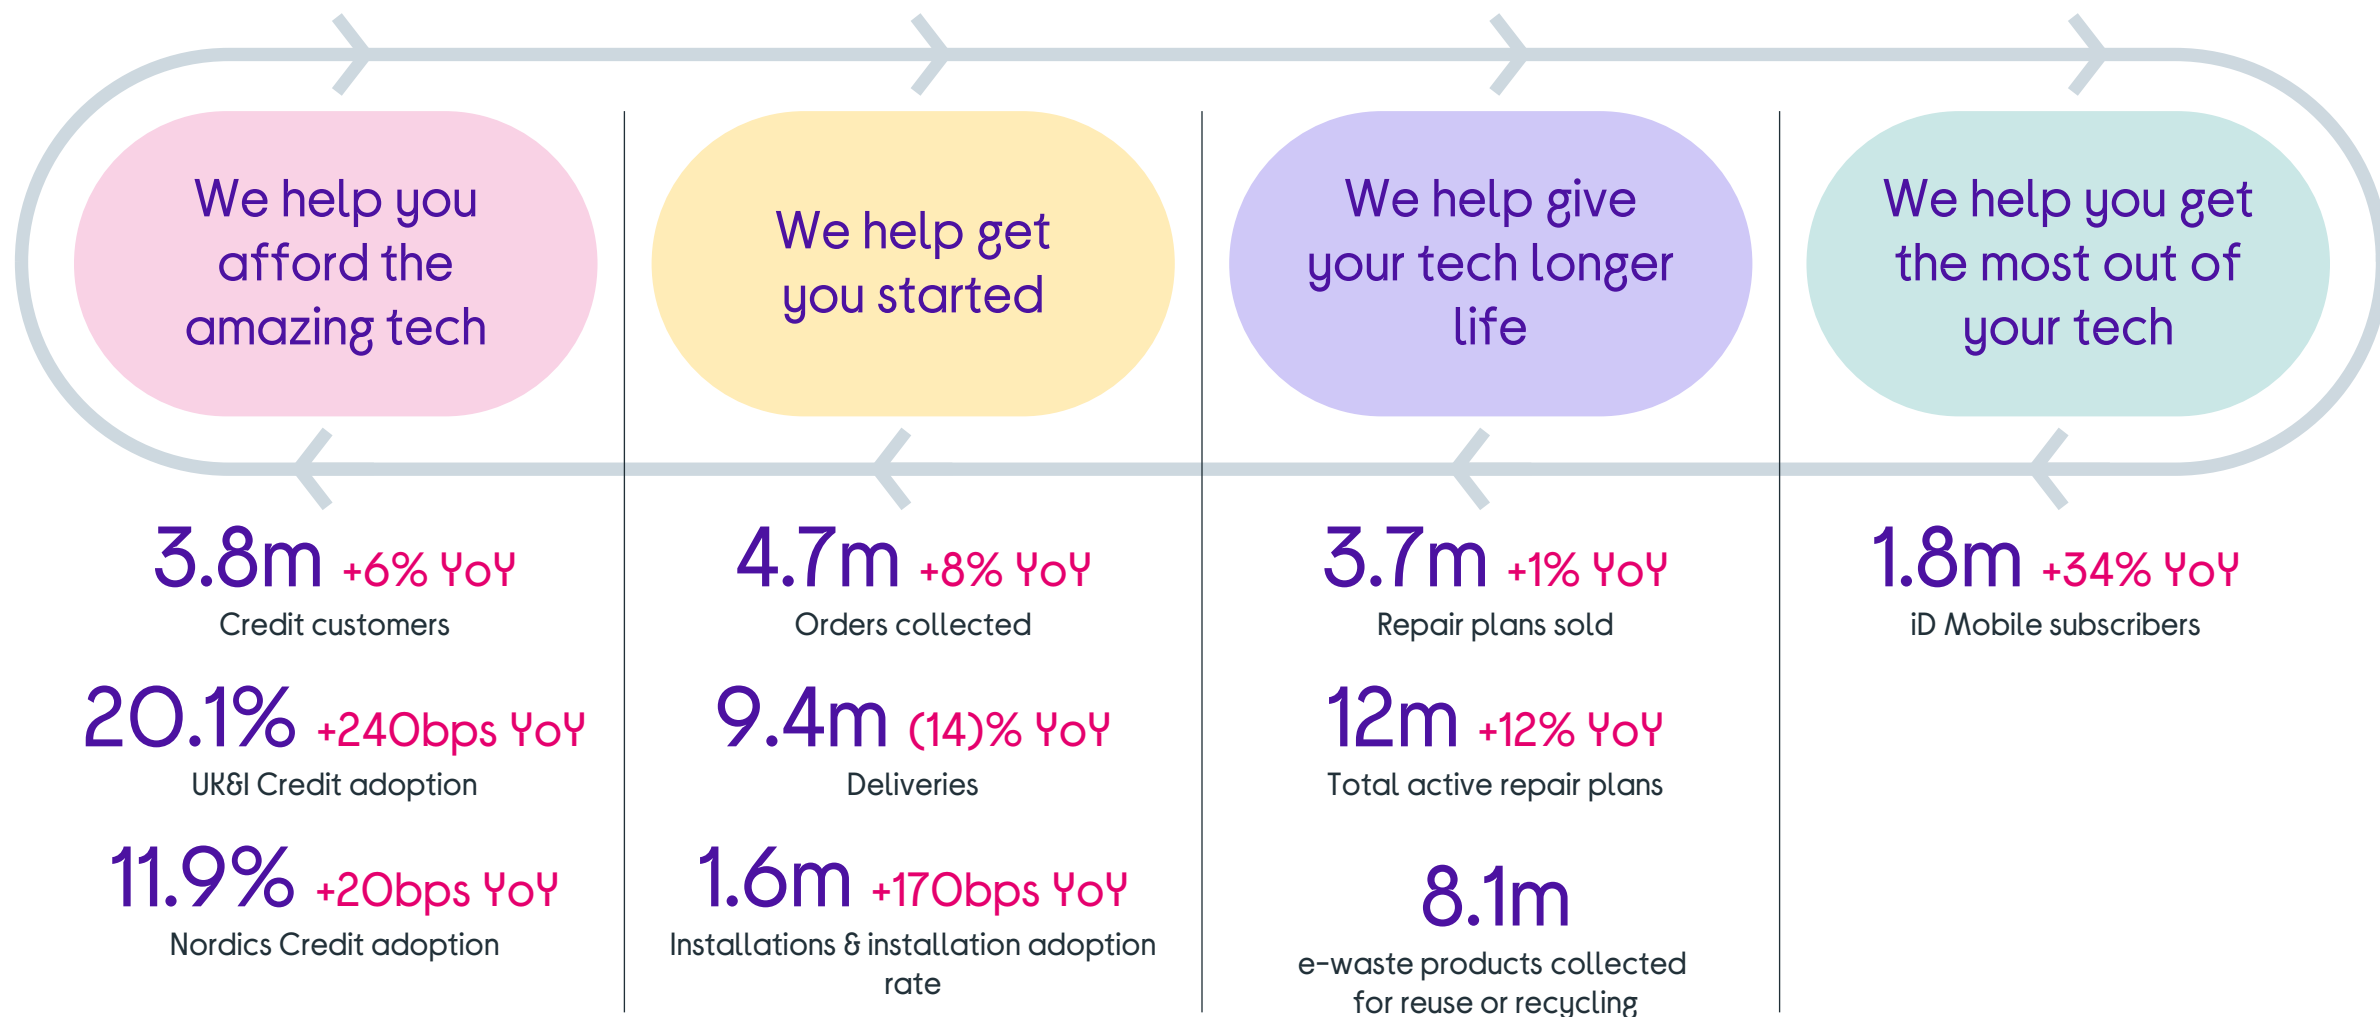 We help you
afford the
amazing tech
We help get
you started
We help give
your tech longer
life
We help you get
the most out of
your tech
3.8m +6% YoY
Credit customers
20.1% +240bps YoY
UK&I Credit adoption
11.9% +20bps YoY
Nordics Credit adoption
4.7m +8% YoY
Orders collected
9.4m (14)% YoY
Deliveries
1.6m +170bps YoY
Installations & installation adoption
rate
3.7m +1% YoY
Repair plans sold
12m +12% YoY
Total active repair plans
8.1m
e-waste products collected
for reuse or recycling
1.8m +34% YoY
iD Mobile subscribers